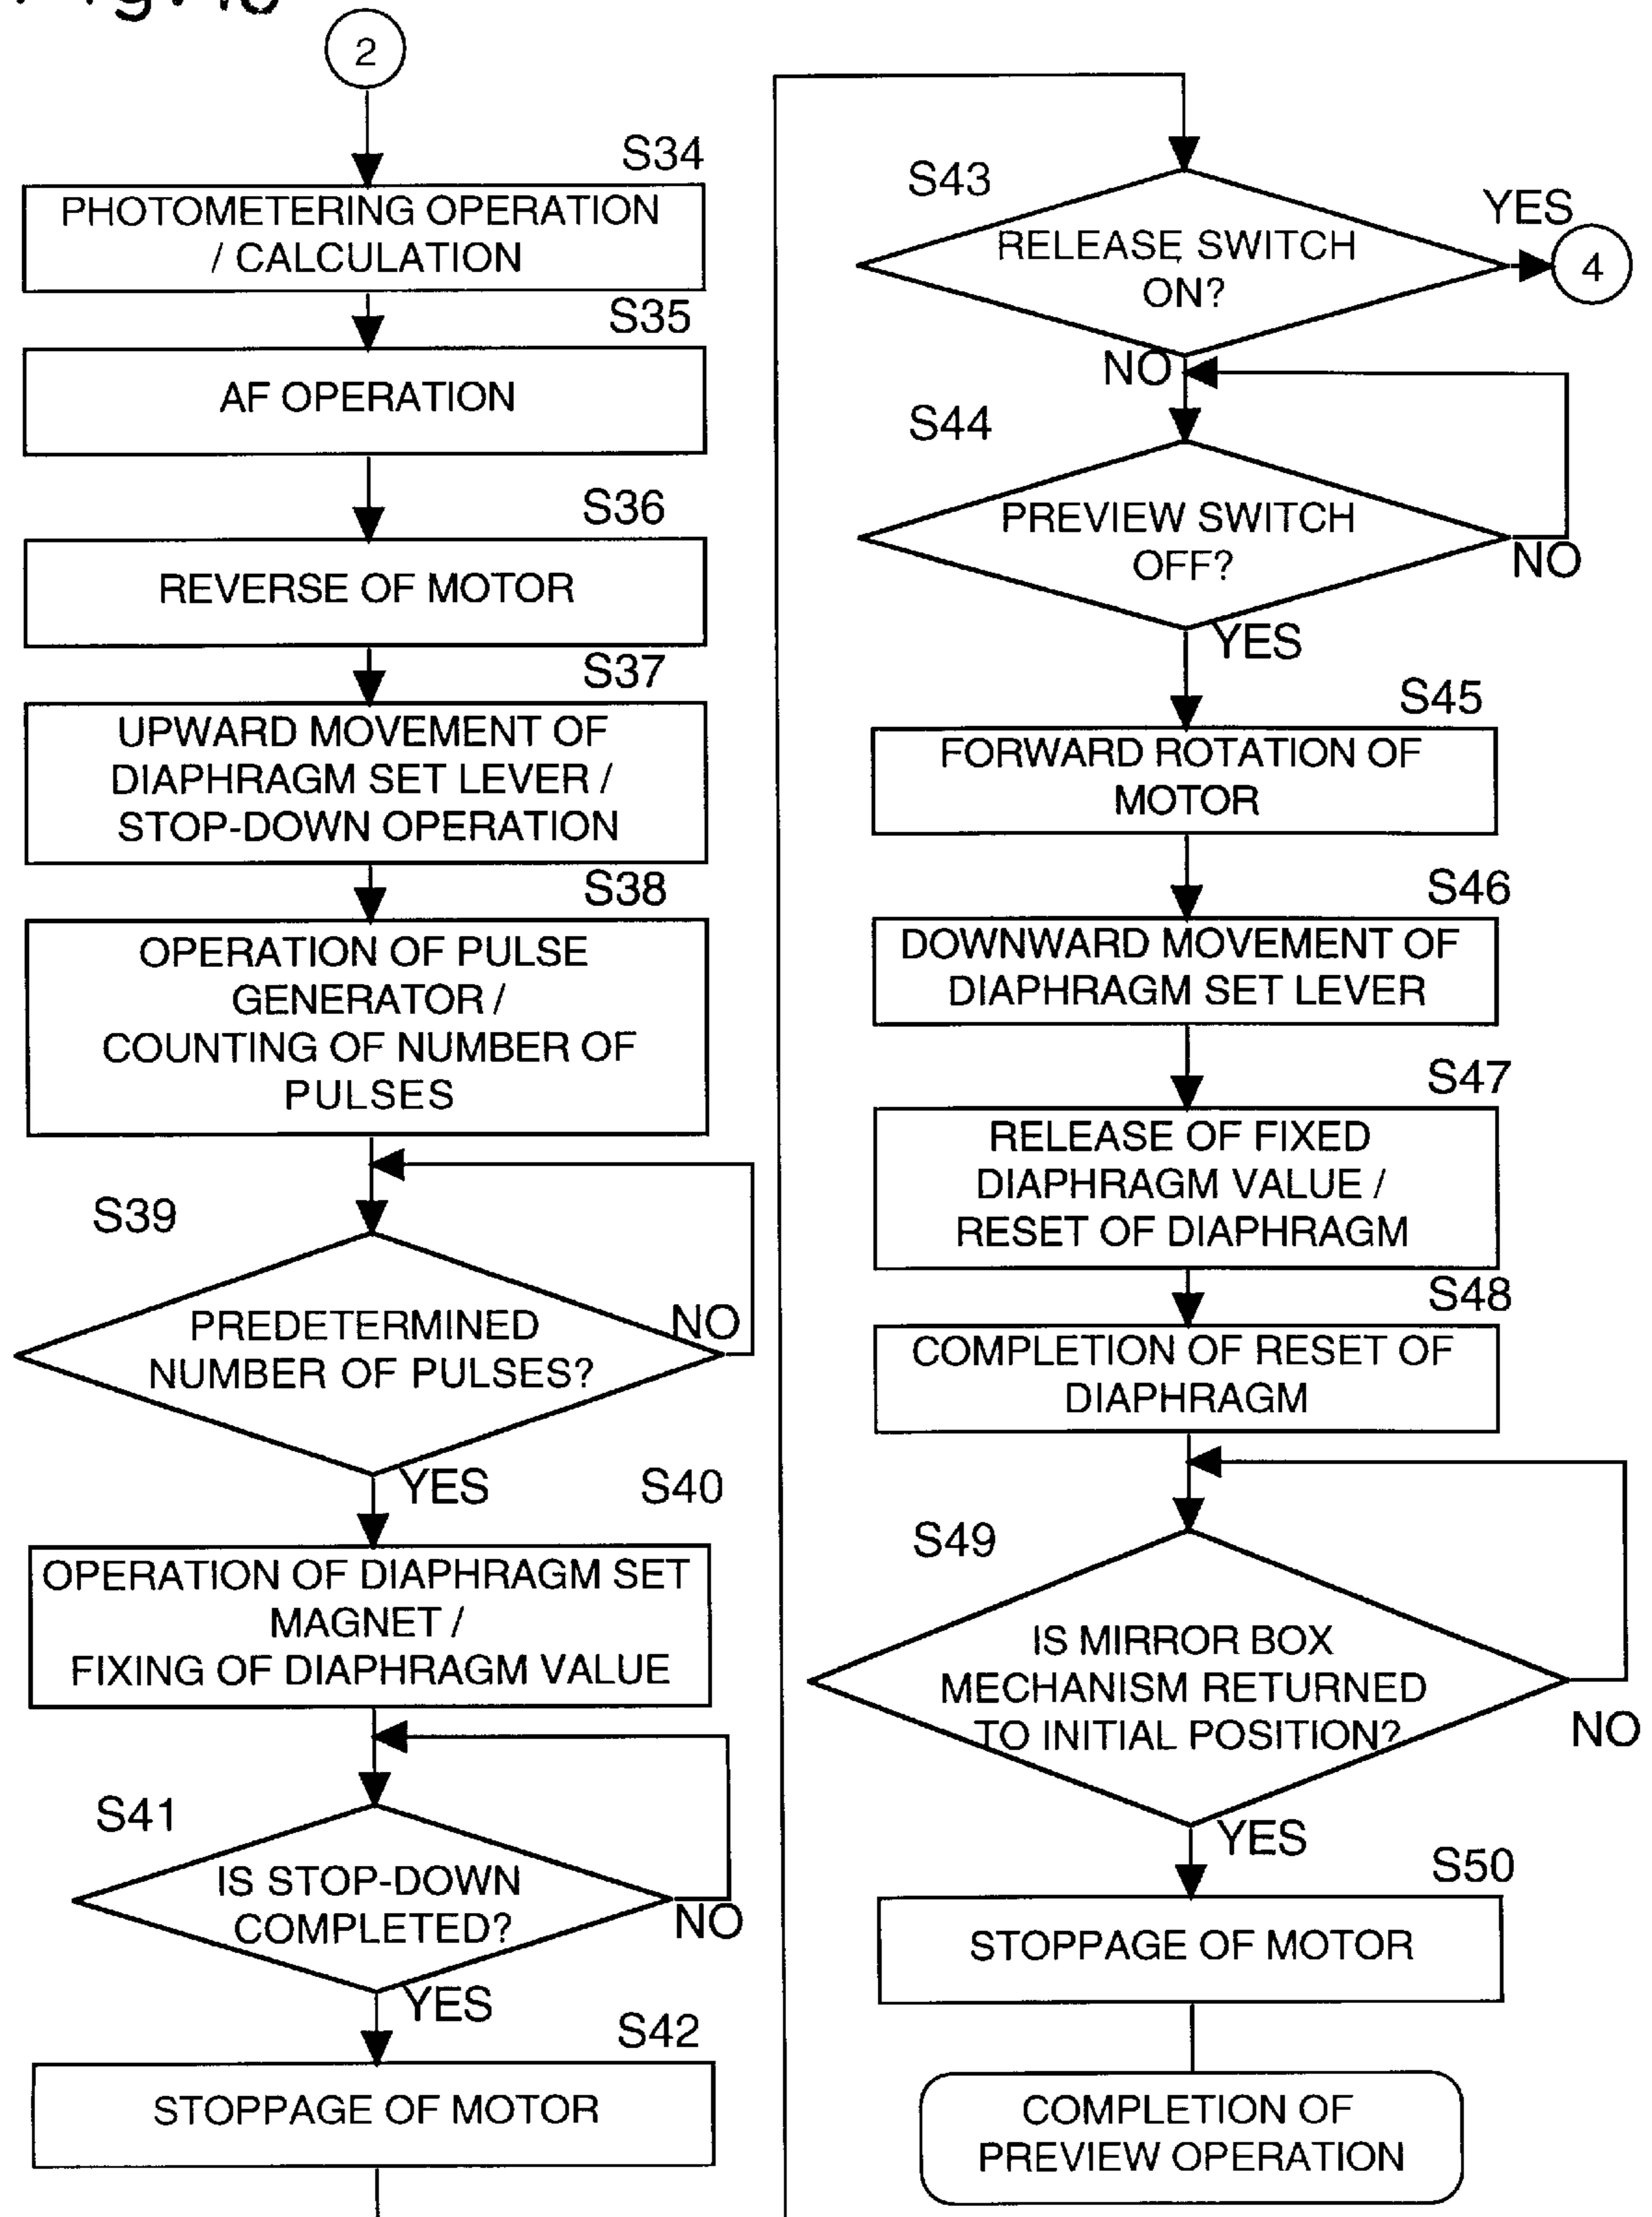 2
S34
PHOTOMETERING OPERATION
/ CALCULATION
S35
AF OPERATION
S36
REVERSE OF MOTOR
S37
UPWARD MOVEMENT OF
DIAPHRAGM SET LEVER /
STOP-DOWN OPERATION
S38
OPERATION OF PULSE
GENERATOR /
COUNTING OF NUMBER OF
PULSES
S39
PREDETERMINED
NUMBER OF PULSES?
NO
YES
S40
OPERATION OF DIAPHRAGM SET
MAGNET /
FIXING OF DIAPHRAGM VALUE
S41
IS STOP-DOWN
COMPLETED?
NO
YES
S42
STOPPAGE OF MOTOR
S43
RELEASE SWITCH
ON?
YES
4
NO
S44
PREVIEW SWITCH
OFF?
NO
YES
S45
FORWARD ROTATION OF
MOTOR
S46
DOWNWARD MOVEMENT OF
DIAPHRAGM SET LEVER
S47
RELEASE OF FIXED
DIAPHRAGM VALUE /
RESET OF DIAPHRAGM
S48
COMPLETION OF RESET OF
DIAPHRAGM
S49
IS MIRROR BOX
MECHANISM RETURNED
TO INITIAL POSITION?
NO
YES
S50
STOPPAGE OF MOTOR
COMPLETION OF
PREVIEW OPERATION